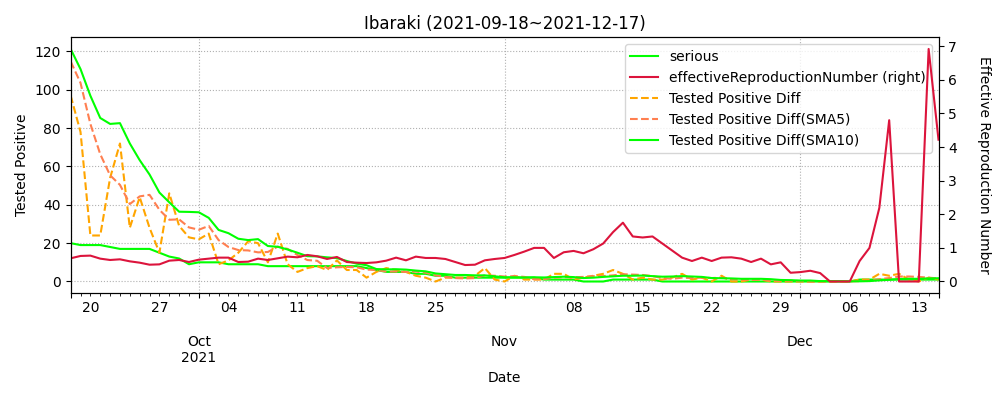 Ibaraki (2021-09-18~2021-12-17)
Tested Positive
120
100
80
60
40
20
0
serious
effectiveReproductionNumber (right)
Tested Positive Diff
Tested Positive Diff(SMA5)
Tested Positive Diff(SMA10)
7
6
5
4
3
2
1
0
Effective Reproduction Number
20 27 04 11 18 25 08 15 22 29 06 13
Oct Nov Dec
2021
Date